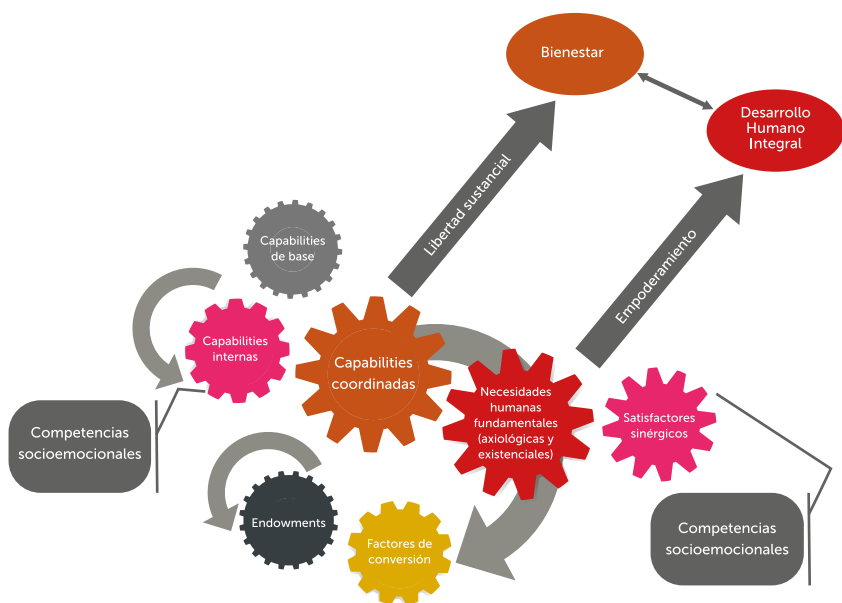 Bienestar
Desarrollo
Humano
Integral
Libertad sustancial
Empoderamiento
Capabilities
de base
Capabilities
internas
Capabilities
coordinadas
Necesidades
humanas
fundamentales
(axiológicas y
existenciales)
Satisfactores
sinérgicos
Competencias
socioemocionales
Endowments
Factores de
conversión
Competencias
socioemocionales